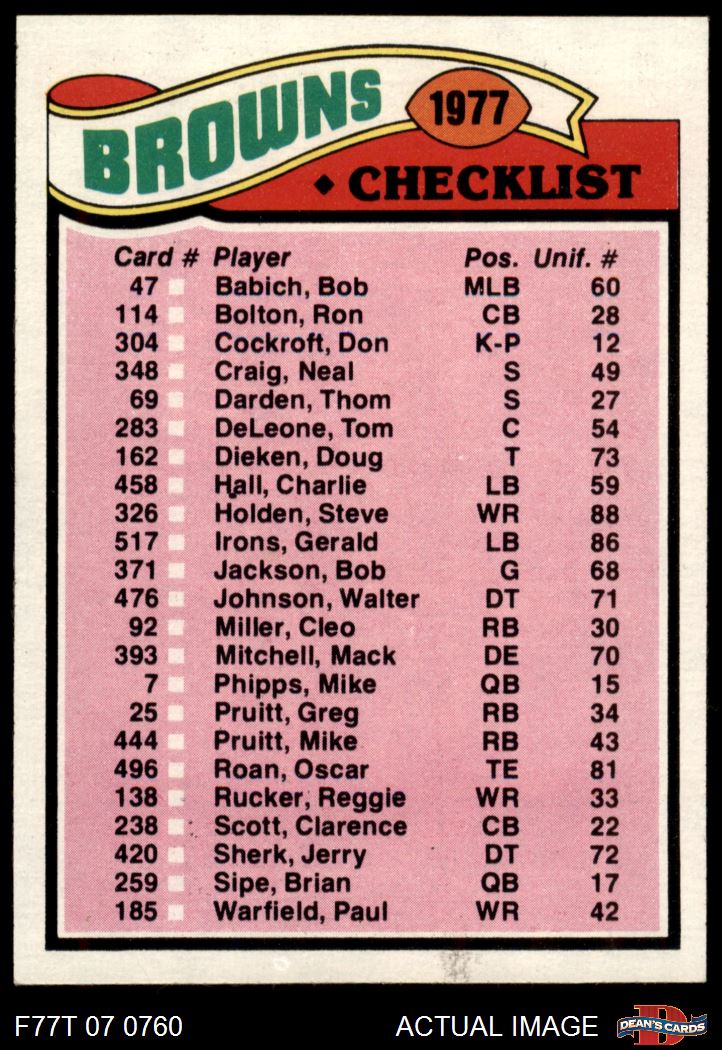 BROWNS
1977
◆ CHECKLIST
Card # Player Pos. Unif. #
47 Babich, Bob MLB 60
114 Bolton, Ron CB 28
304 Cockroft, Don K-P 12
348 Craig, Neal S 49
69 Darden, Thom S 27
283 DeLeone, Tom C 54
162 Dieken, Doug T 73
458 Hall, Charlie LB 59
326 Holden, Steve WR 88
517 Irons, Gerald LB 86
371 Jackson, Bob G 68
476 Johnson, Walter DT 71
92 Miller, Cleo RB 30
393 Mitchell, Mack DE 70
7 Phipps, Mike QB 15
25 Pruitt, Greg RB 34
444 Pruitt, Mike RB 43
496 Roan, Oscar TE 81
138 Rucker, Reggie WR 33
238 Scott, Clarence CB 22
420 Sherk, Jerry DT 72
259 Sipe, Brian QB 17
185 Warfield, Paul WR 42
F77T 07 0760 ACTUAL IMAGE
D
DEAN'S CARDS